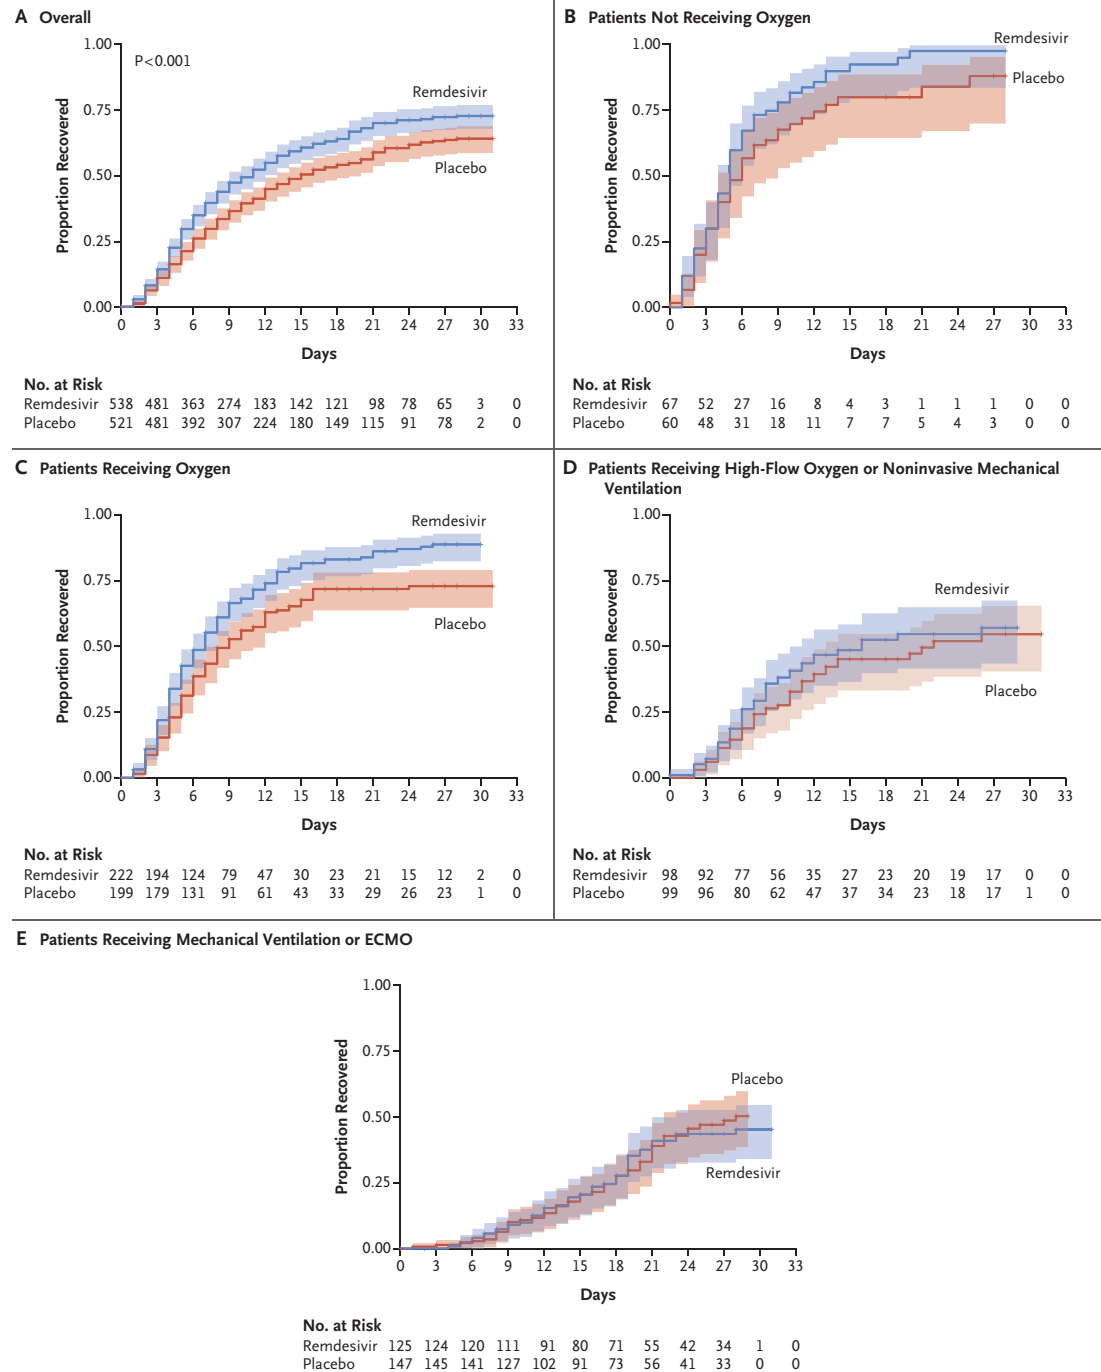 A Overall
P<0.001
1.00
0.75
0.50
0.25
0.00
Proportion Recovered
Remdesivir
Placebo
0 3 6 9 12 15 18 21 24 27 30 33
Days
No. at Risk
Remdesivir 538 481 363 274 183 142 121 98 78 65 3 0
Placebo 521 481 392 307 224 180 149 115 91 78 2 0
B Patients Not Receiving Oxygen
1.00
0.75
0.50
0.25
0.00
Proportion Recovered
Remdesivir
Placebo
0 3 6 9 12 15 18 21 24 27 30 33
Days
No. at Risk
Remdesivir 67 52 27 16 8 4 3 1 1 1 0 0
Placebo 60 48 31 18 11 7 7 5 4 3 0 0
C Patients Receiving Oxygen
1.00
0.75
0.50
0.25
0.00
Proportion Recovered
Remdesivir
Placebo
0 3 6 9 12 15 18 21 24 27 30 33
Days
No. at Risk
Remdesivir 222 194 124 79 47 30 23 21 15 12 2 0
Placebo 199 179 131 91 61 43 33 29 26 23 1 0
D Patients Receiving High-Flow Oxygen or Noninvasive Mechanical
Ventilation
1.00
0.75
0.50
0.25
0.00
Proportion Recovered
Remdesivir
Placebo
0 3 6 9 12 15 18 21 24 27 30 33
Days
No. at Risk
Remdesivir 98 92 77 56 35 27 23 20 19 17 0 0
Placebo 99 96 80 62 47 37 34 23 18 17 1 0
E Patients Receiving Mechanical Ventilation or ECMO
1.00
0.75
0.50
0.25
0.00
Proportion Recovered
Placebo
Remdesivir
0 3 6 9 12 15 18 21 24 27 30 33
Days
No. at Risk
Remdesivir 125 124 120 111 91 80 71 55 42 34 1 0
Placebo 147 145 141 127 102 91 73 56 41 33 0 0